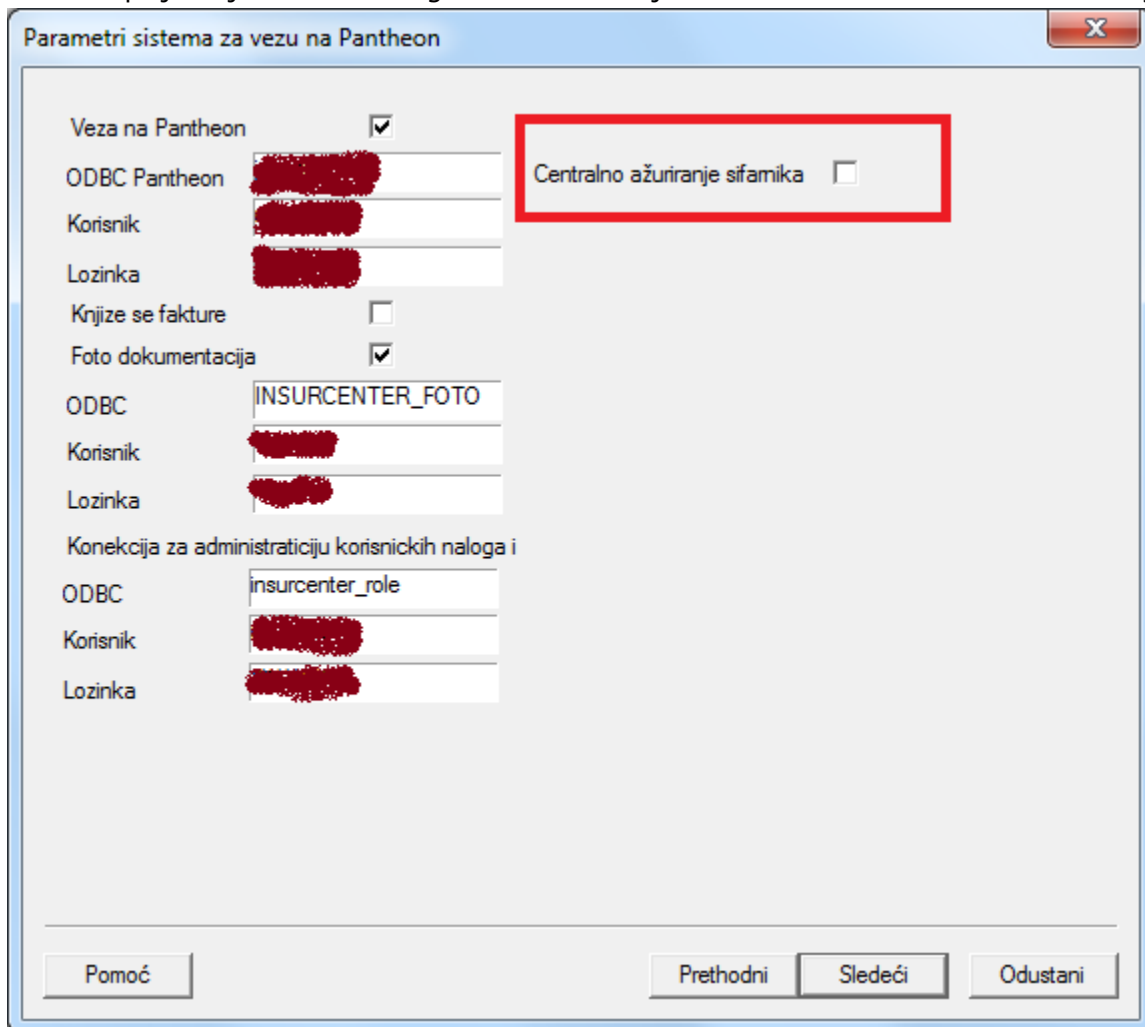 Parametri sistema za vezu na Pantheon
Veza na Pantheon
Centralno ažuriranje sifarnika
ODBC Pantheon
Korisnik
Lozinka
Knjize se fakture
Foto dokumentacija
ODBC INSURCENTER_FOTO
Korisnik
Lozinka
Konekcija za administraticiju korisnickih naloga i
ODBC insurcenter_role
Korisnik
Lozinka
Pomoć Prethodni Sledeći Odustani